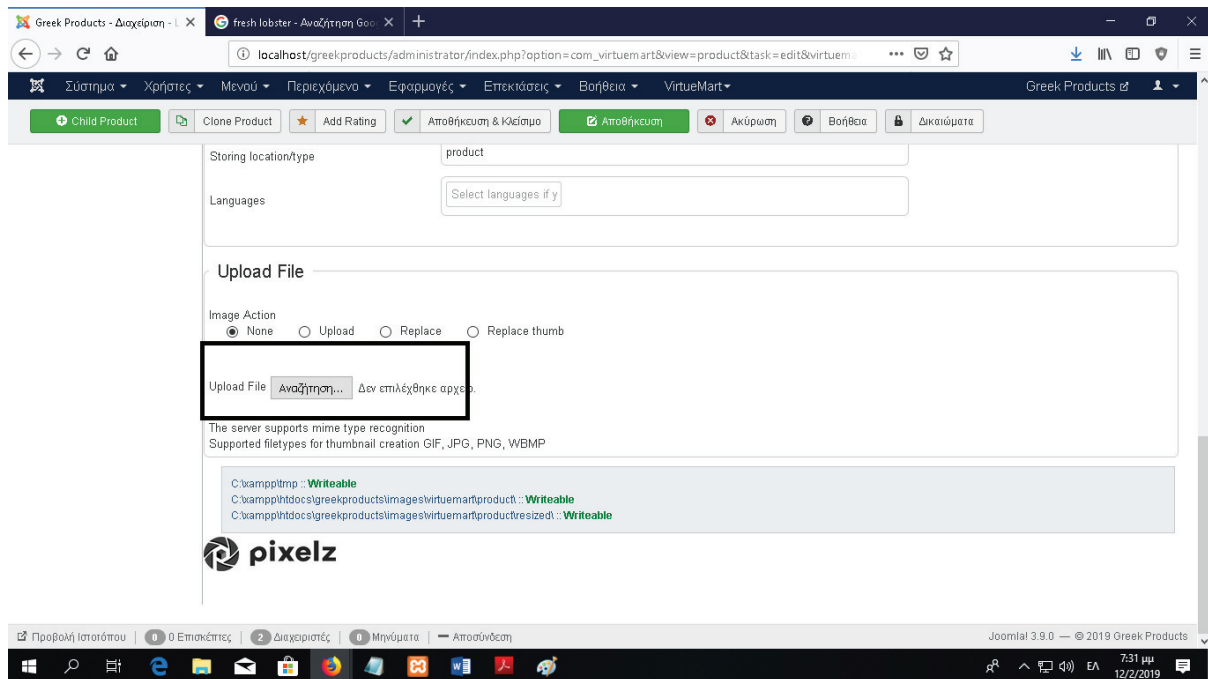 Greek Products - Διαχείριση - L
fresh lobster - Αναζήτηση Goo
localhost/greekproducts/administrator/index.php?option=com_virtuemart&view=product&task=edit&virtuema
Σύστημα Χρήστες Μενού Περιεχόμενο Εφαρμογές Επεκτάσεις Βοήθεια VirtueMart Greek Products
Child Product Clone Product Add Rating Αποθήκευση & Κλείσιμο Αποθήκευση Ακύρωση Βοήθεια Δικαιώματα
Storing location/type product
Languages Select languages if y
Upload File
Image Action
None Upload Replace Replace thumb
Upload File Αναζήτηση... Δεν επιλέχθηκε αρχείο.
The server supports mime type recognition
Supported filetypes for thumbnail creation GIF, JPG, PNG, WBMP
C:\xampp\tmp :: Writeable
C:\xampp\htdocs\greekproducts\images\virtuemart\product\ :: Writeable
C:\xampp\htdocs\greekproducts\images\virtuemart\product\resized\ :: Writeable
pixelz
Προβολή Ιστοτόπου | 0 0 Επισκέπτες | 2 Διαχειριστές | 0 Μηνύματα | Αποσύνδεση Joomla! 3.9.0 — © 2019 Greek Products
ΕΛ 7:31 μμ
12/2/2019